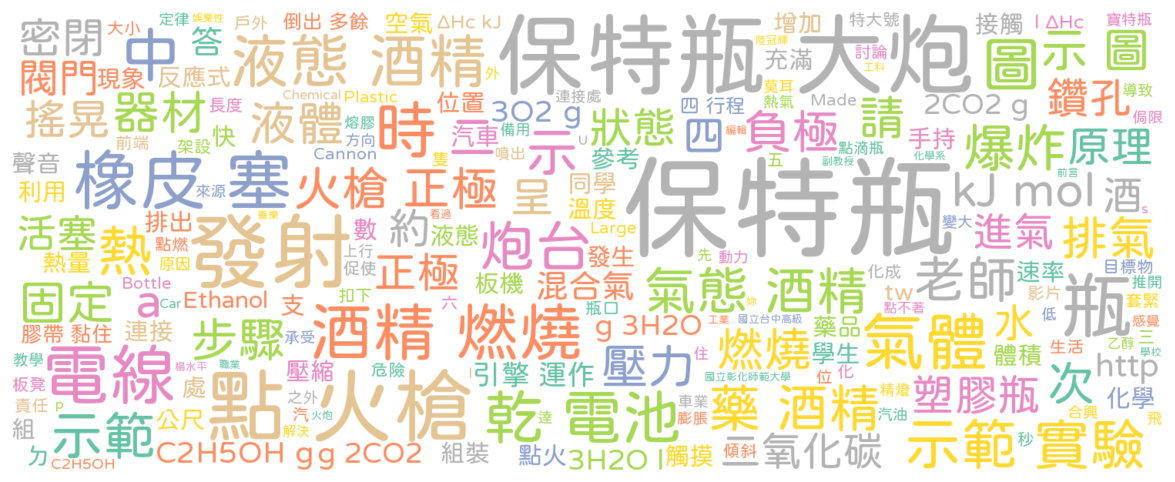 密閉 中 定律 娛樂性 戶外 倒出 多餘 空氣 ΔHc kJ 保特瓶 大炮 增加 特大號 接觸 l ΔHc 寶特瓶
大小 答 液態 酒精 陸冠輝 充滿 討論 工科 圖 示 圖
閥門 現象 反應式 外 Chemical Plastic 位置 3O2 g 連接處 莫耳 熱氣 四 行程 Made 2CO2 g 鑽孔 導致 侷限
搖晃 器材 長度 液體 時 熔膠 方向 汽車 備用 狀態 四 編輯 負極 請 手持 爆炸 原理
前端 架設 快 Cannon 二 示 隻 噴出 U 參考 五 點滴瓶 副教授 化學系 前言
聲音 橡皮 塞 來源 火槍 正極 呈 同學 溫度 保特瓶 kJ mol 酒 s
利用 排出 養樂 約 數 看過 液態 Large 變大 進氣 排氣
活塞 熱 點燃 發射 上行 促使 正極 炮台 發生 先 動力 老師 速率 目標物
熱量 原因 Bottle 板機 混合氣 氣態 酒精 妳 化成 tw 影片 低 推開 瓶 套緊
固定 a Car Ethanol 支 扣下 六 瓶口 工業 國立台中高級 藥品 點不著 氣體 水 感覺
膠帶 黏住 連接 步驟 承受 酒精 燃燒 g 3H2O 住 燃燒 學生 乙醇 三 體積 生活
教學 電線 楊水平 職業 壓縮 危險 l 引擎 運作 壓力 國立彰化師範大學 位 化 http
板凳 處 之外 點火槍 乾 電池 車業 藥 酒精 精燈 塑膠瓶 次 化學
責任 p 公尺 汽 火炮 達 膨脹 汽油 合興 飛
組 示範 解決 二氧化碳 示範 實驗 秒
ㄉ C2H5OH C2H5OH g g 2CO2 組裝 點火 3H2O l 觸摸 傾斜 學校